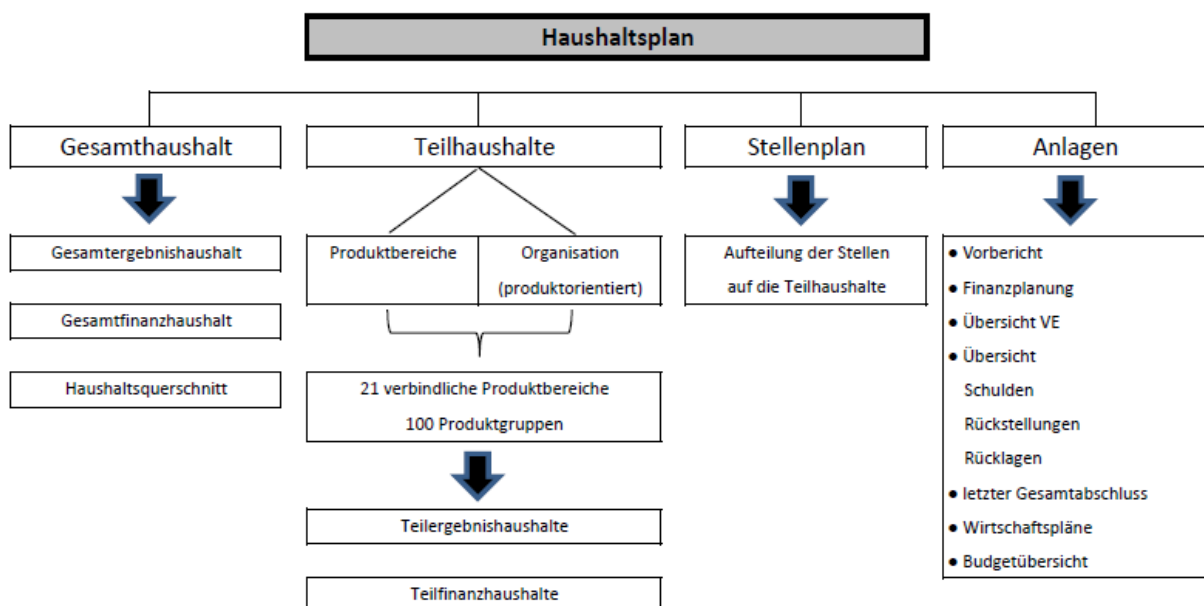 Haushaltsplan
Gesamthaushalt
Teilhaushalte
Stellenplan
Anlagen
Gesamtergebnishaushalt
Gesamtfinanzhaushalt
Haushaltsquerschnitt
Produktbereiche
Organisation
(produktorientiert)
21 verbindliche Produktbereiche
100 Produktgruppen
Teilergebnishaushalte
Teilfinanzhaushalte
Aufteilung der Stellen
auf die Teilhaushalte
● Vorbericht
● Finanzplanung
● Übersicht VE
● Übersicht
Schulden
Rückstellungen
Rücklagen
● letzter Gesamtabschluss
● Wirtschaftspläne
● Budgetübersicht